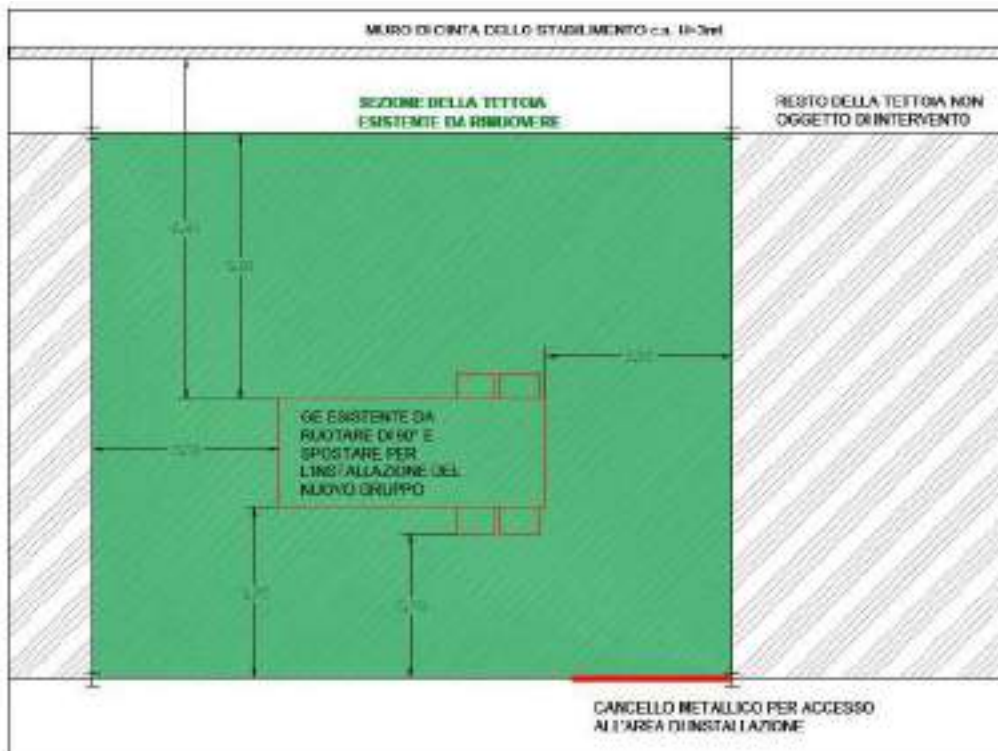 MURO DI CINTA DELLO STABILIMENTO c.a. H=3ml
SEZIONE DELLA TETTOIA
ESISTENTE DA RIMUOVERE
RESTO DELLA TETTOIA NON
OGGETTO DI INTERVENTO
GE ESISTENTE DA
RUOTARE DI 90° E
SPOSTARE PER
L'INSTALLAZIONE DEL
NUOVO GRUPPO
CANCELLO METALLICO PER ACCESSO
ALL'AREA DI INSTALLAZIONE